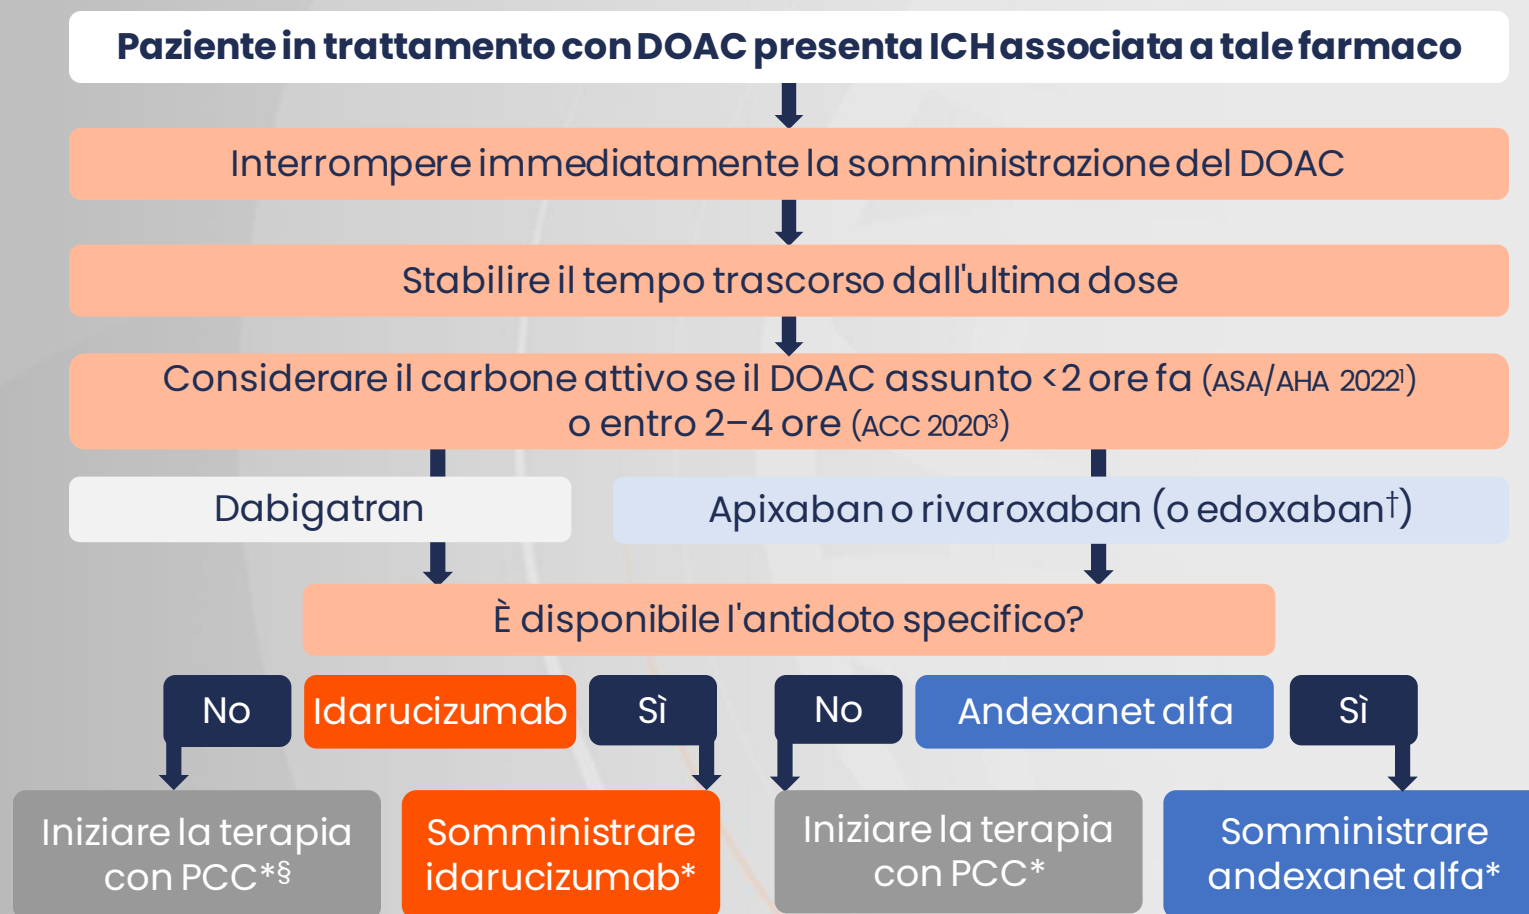 Paziente in trattamento con DOAC presenta ICH associata a tale farmaco
Interrompere immediatamente la somministrazione del DOAC
Stabilire il tempo trascorso dall'ultima dose
Considerare il carbone attivo se il DOAC assunto <2 ore fa (ASA/AHA 2022¹)
o entro 2–4 ore (ACC 2020³)
Dabigatran
Apixaban o rivaroxaban (o edoxaban†)
È disponibile l'antidoto specifico?
No
Idarucizumab
Sì
No
Andexanet alfa
Sì
Iniziare la terapia
con PCC*§
Somministrare
idarucizumab*
Iniziare la terapia
con PCC*
Somministrare
andexanet alfa*